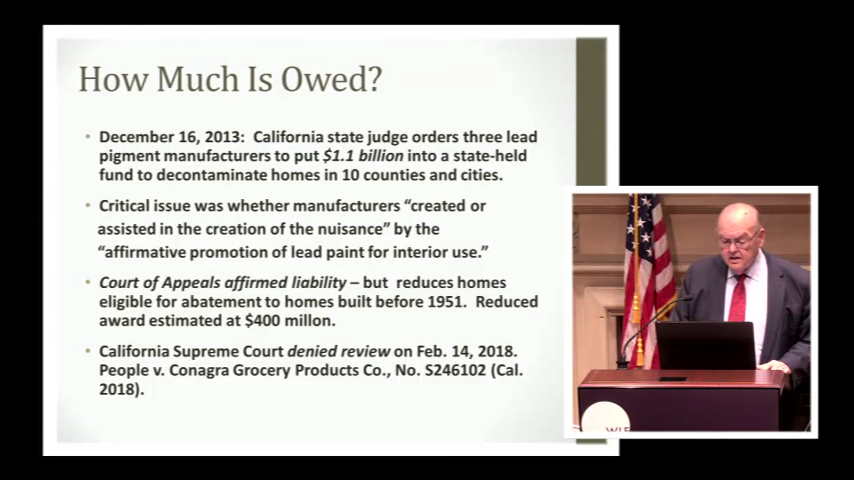 How Much Is Owed?
• December 16, 2013: California state judge orders three lead
pigment manufacturers to put $1.1 billion into a state-held
fund to decontaminate homes in 10 counties and cities.
• Critical issue was whether manufacturers “created or
assisted in the creation of the nuisance” by the
“affirmative promotion of lead paint for interior use.”
• Court of Appeals affirmed liability – but reduces homes
eligible for abatement to homes built before 1951. Reduced
award estimated at $400 millon.
• California Supreme Court denied review on Feb. 14, 2018.
People v. Conagra Grocery Products Co., No. S246102 (Cal.
2018).